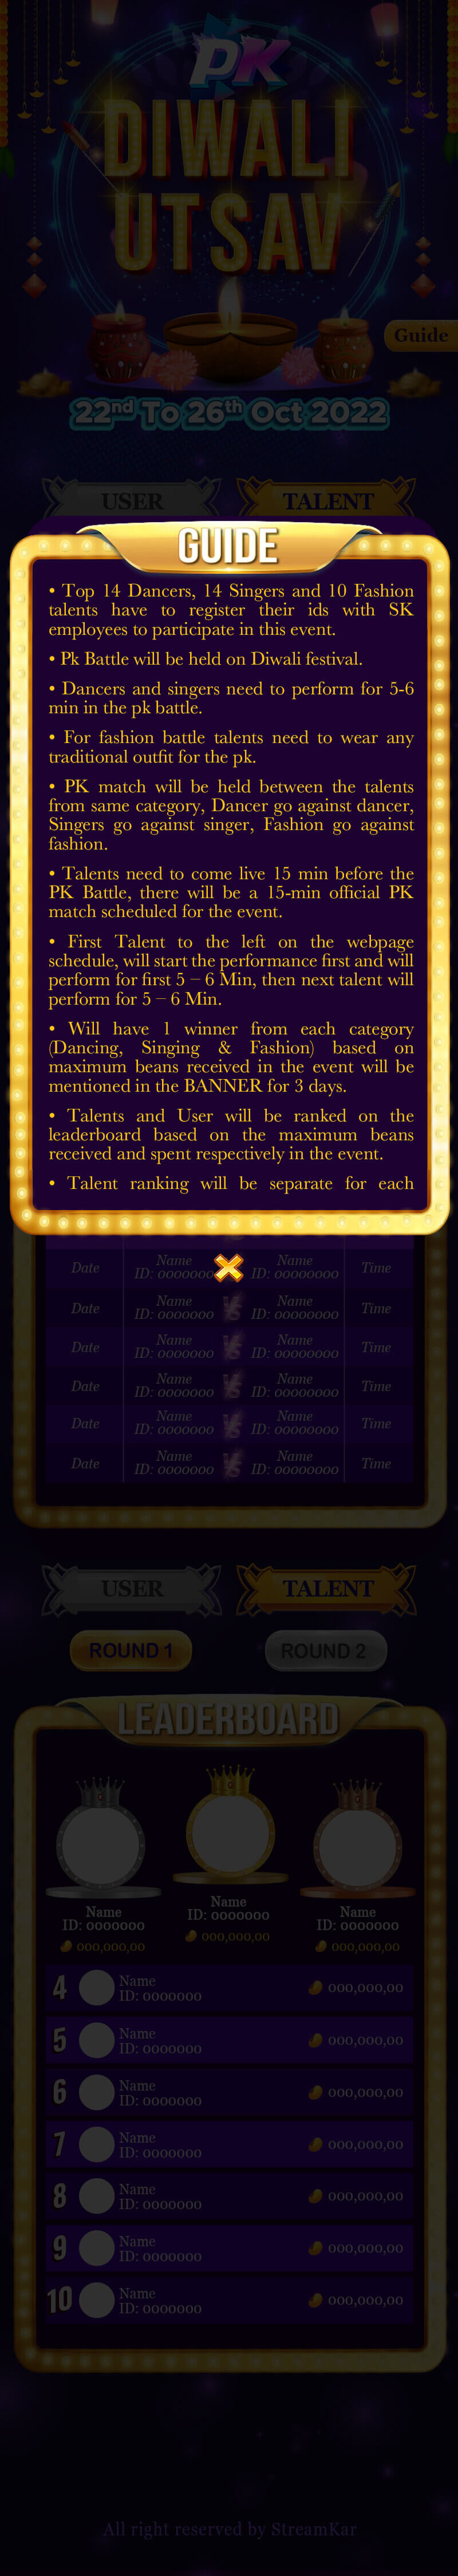 PK
DIWALI
UTSAV
Guide
22nd To 26th Oct 2022
USER TALENT
GUIDE
• Top 14 Dancers, 14 Singers and 10 Fashion
talents have to register their ids with SK
employees to participate in this event.
• Pk Battle will be held on Diwali festival.
• Dancers and singers need to perform for 5-6
min in the pk battle.
• For fashion battle talents need to wear any
traditional outfit for the pk.
• PK match will be held between the talents
from same category, Dancer go against dancer,
Singers go against singer, Fashion go against
fashion.
• Talents need to come live 15 min before the
PK Battle, there will be a 15-min official PK
match scheduled for the event.
• First Talent to the left on the webpage
schedule, will start the performance first and will
perform for first 5 – 6 Min, then next talent will
perform for 5 – 6 Min.
• Will have 1 winner from each category
(Dancing, Singing & Fashion) based on
maximum beans received in the event will be
mentioned in the BANNER for 3 days.
• Talents and User will be ranked on the
leaderboard based on the maximum beans
received and spent respectively in the event.
• Talent ranking will be separate for each
Date Name ID: 0000000 Name ID: 00000000 Time
Date Name ID: 0000000 VS Name ID: 00000000 Time
Date Name ID: 0000000 VS Name ID: 00000000 Time
Date Name ID: 0000000 VS Name ID: 00000000 Time
Date Name ID: 0000000 VS Name ID: 00000000 Time
Date Name ID: 0000000 VS Name ID: 00000000 Time
USER TALENT
ROUND 1 ROUND 2
LEADERBOARD
Name Name Name
ID: 0000000 ID: 0000000 ID: 0000000
000,000,00 000,000,00 000,000,00
4 Name
ID: 0000000 000,000,00
5 Name
ID: 0000000 000,000,00
6 Name
ID: 0000000 000,000,00
7 Name
ID: 0000000 000,000,00
8 Name
ID: 0000000 000,000,00
9 Name
ID: 0000000 000,000,00
10 Name
ID: 0000000 000,000,00
All right reserved by StreamKar